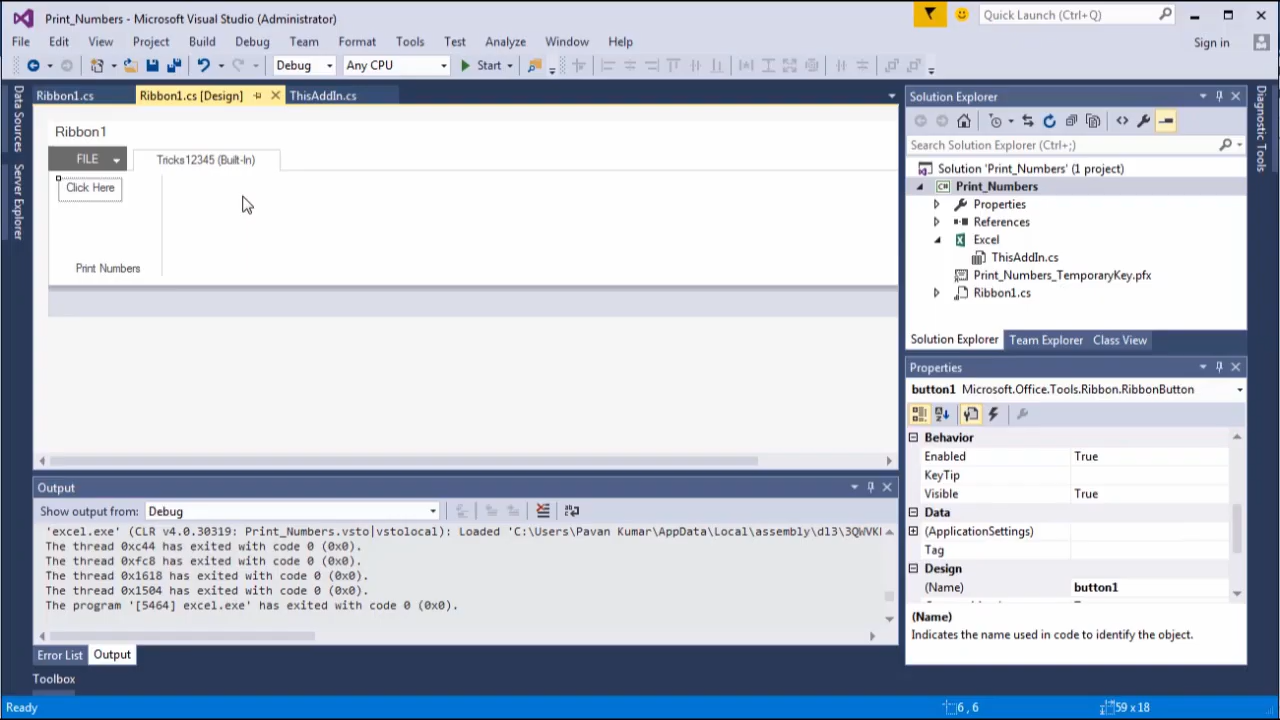 Print_Numbers - Microsoft Visual Studio (Administrator)
Quick Launch (Ctrl+Q)
File Edit View Project Build Debug Team Format Tools Test Analyze Window Help
Sign in
Debug Any CPU Start
Data Sources
Server Explorer
Ribbon1.cs Ribbon1.cs [Design] ThisAddIn.cs
Ribbon1
FILE Tricks12345 (Built-In)
Click Here
Print Numbers
Output
Show output from: Debug
'excel.exe' (CLR v4.0.30319: Print_Numbers.vsto|vstolocal): Loaded 'C:\Users\Pavan Kumar\AppData\Local\assembly\dl3\3QWVKI
The thread 0xc44 has exited with code 0 (0x0).
The thread 0xfc8 has exited with code 0 (0x0).
The thread 0x1618 has exited with code 0 (0x0).
The thread 0x1504 has exited with code 0 (0x0).
The program '[5464] excel.exe' has exited with code 0 (0x0).
Error List Output
Toolbox
Solution Explorer
Search Solution Explorer (Ctrl+;)
Solution 'Print_Numbers' (1 project)
C# Print_Numbers
Properties
References
Excel
ThisAddIn.cs
Print_Numbers_TemporaryKey.pfx
Ribbon1.cs
Solution Explorer Team Explorer Class View
Properties
button1 Microsoft.Office.Tools.Ribbon.RibbonButton
Behavior
Enabled True
KeyTip
Visible True
Data
(ApplicationSettings)
Tag
Design
(Name) button1
(Name)
Indicates the name used in code to identify the object.
Diagnostic Tools
Ready
6 , 6
59 x 18